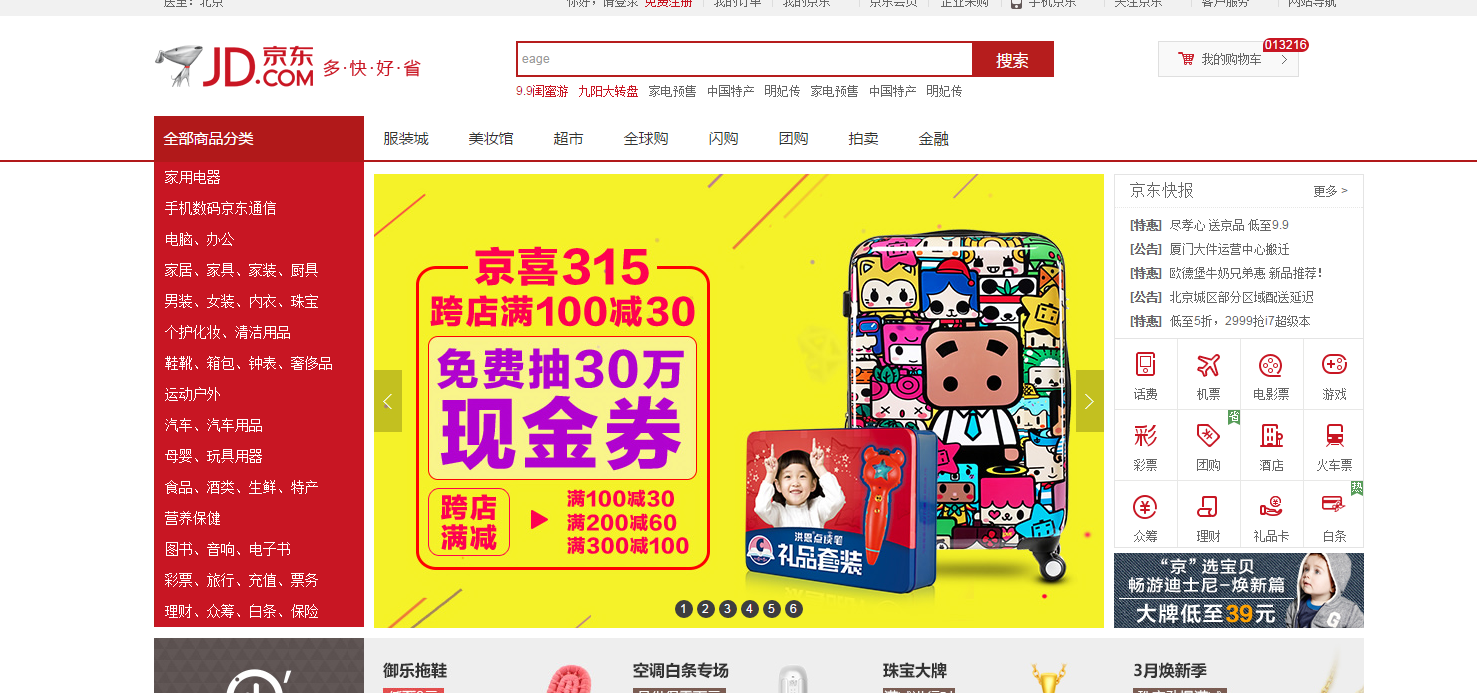 送至：北京
你好，请登录 免费注册 我的订单 我的京东 京东会员 企业采购 手机京东 关注京东 客户服务 网站导航
JD.COM 京东 多·快·好·省
eage 搜索
013216
我的购物车 >
9.9闺蜜游 九阳大转盘 家电预售 中国特产 明妃传 家电预售 中国特产 明妃传
全部商品分类 服装城 美妆馆 超市 全球购 闪购 团购 拍卖 金融
家用电器
手机数码京东通信
电脑、办公
家居、家具、家装、厨具
男装、女装、内衣、珠宝
个护化妆、清洁用品
鞋靴、箱包、钟表、奢侈品
运动户外
汽车、汽车用品
母婴、玩具用器
食品、酒类、生鲜、特产
营养保健
图书、音响、电子书
彩票、旅行、充值、票务
理财、众筹、白条、保险
京喜315
跨店满100减30
免费抽30万
现金券
跨店
满减
满100减30
满200减60
满300减100
洪恩点读笔
礼品套装
1 2 3 4 5 6
京东快报 更多 >
[特惠] 尽孝心 送京品 低至9.9
[公告] 厦门大件运营中心搬迁
[特惠] 欧德堡牛奶兄弟惠 新品推荐！
[公告] 北京城区部分区域配送延迟
[特惠] 低至5折，2999抢i7超级本
话费 机票 电影票 游戏
省
彩
彩票 团购 酒店 火车票
热
众筹 理财 礼品卡 白条
“京”选宝贝
畅游迪士尼-焕新篇
大牌低至39元
G
御乐拖鞋 空调白条专场 珠宝大牌 3月焕新季